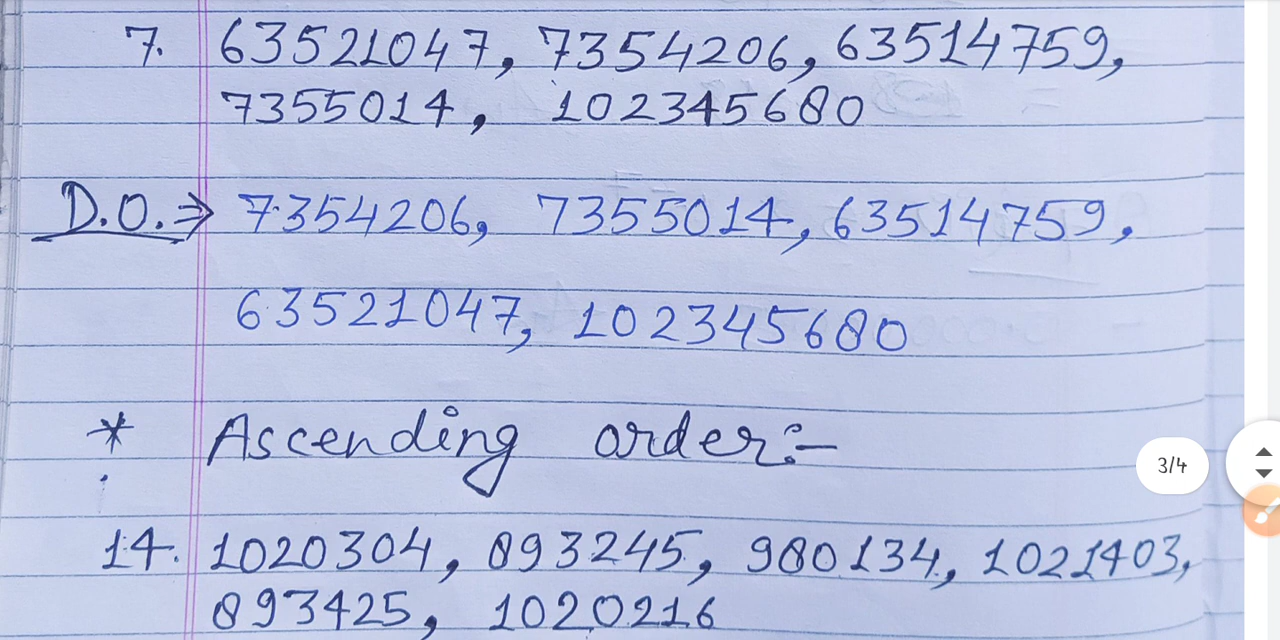 7. 63521047, 7354206, 63514759,
7355014, 102345680
D.O.⇒ 7354206, 7355014, 63514759,
63521047, 102345680
* Ascending order:-
3/4
14. 1020304, 893245, 980134, 1021403,
893425, 1020216